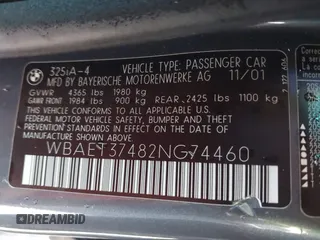 BMW
325iA-4 VEHICLE TYPE: PASSENGER CAR
MFD BY BAYERISCHE MOTORENWERKE AG 11/01
GVWR 4365 lbs 1980 kg
GAWR FRONT 1984 lbs 900 kg REAR 2425 lbs 1100 kg
THIS VEHICLE CONFORMS TO ALL APPLICABLE U.S.
FEDERAL MOTOR VEHICLE SAFETY, BUMPER AND
THEFT PREVENTION STANDARDS IN EFFECT ON THE
DATE OF MANUFACTURE SHOWN ABOVE.
WBAET37482NG74460
DREAMBID